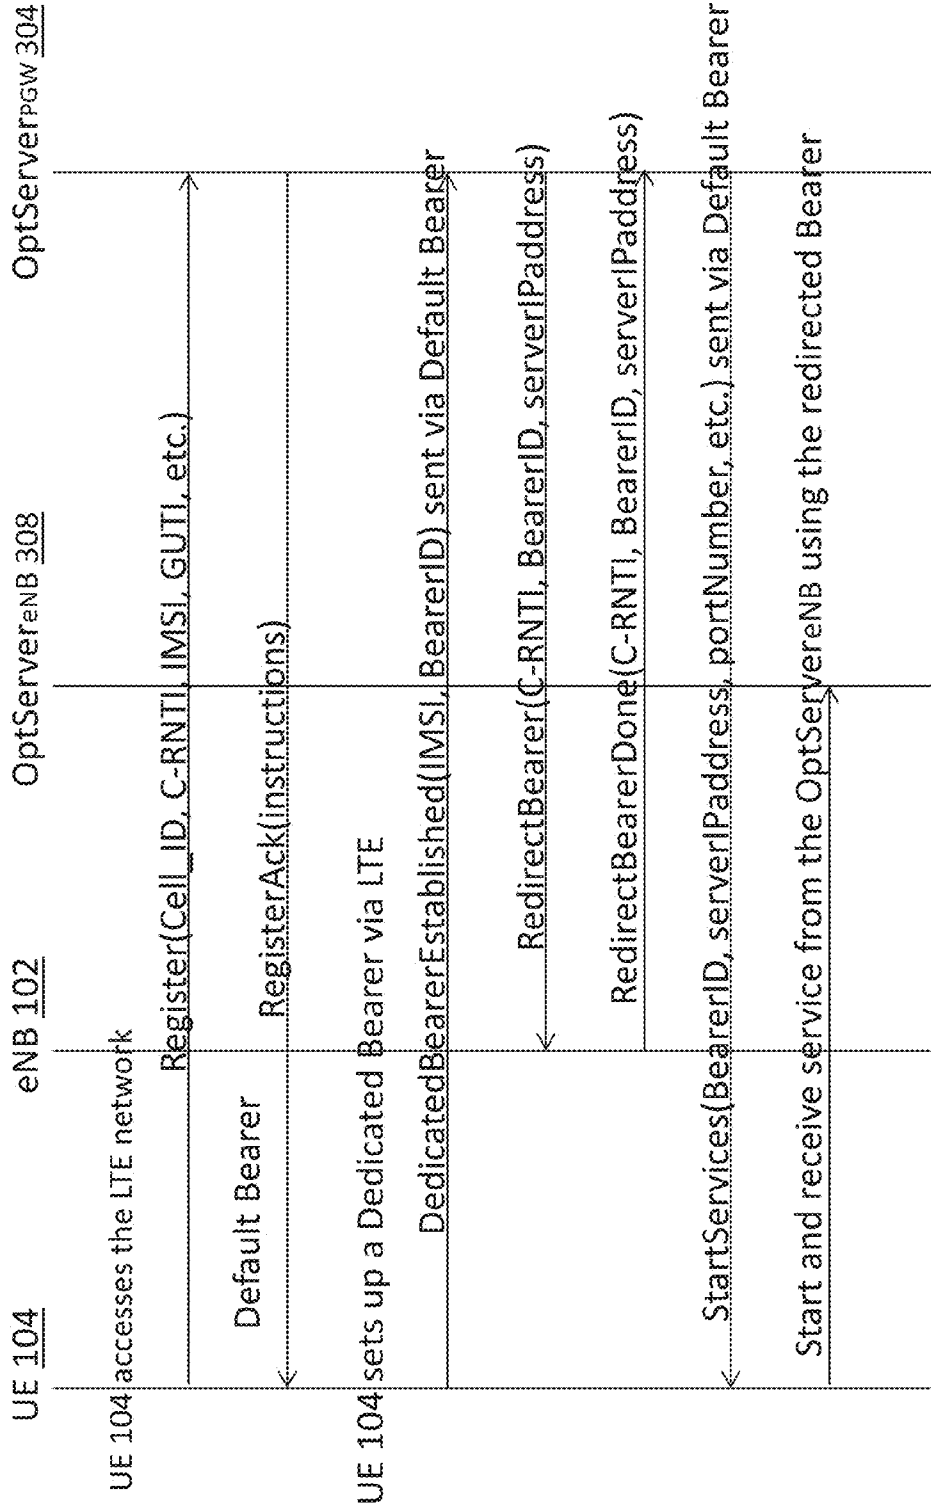 UE 104
eNB 102
OptServereNB 308
OptServerPGW 304
UE 104 accesses the LTE network
Register(Cell_ID, C-RNTI, IMSI, GUTI, etc.)
Default Bearer
RegisterAck(instructions)
UE 104 sets up a Dedicated Bearer via LTE
DedicatedBearerEstablished(IMSI, BearerID) sent via Default Bearer
RedirectBearer(C-RNTI, BearerID, serverIPaddress)
RedirectBearerDone(C-RNTI, BearerID, serverIPaddress)
StartServices(BearerID, serverIPaddress, portNumber, etc.) sent via Default Bearer
Start and receive service from the OptServereNB using the redirected Bearer